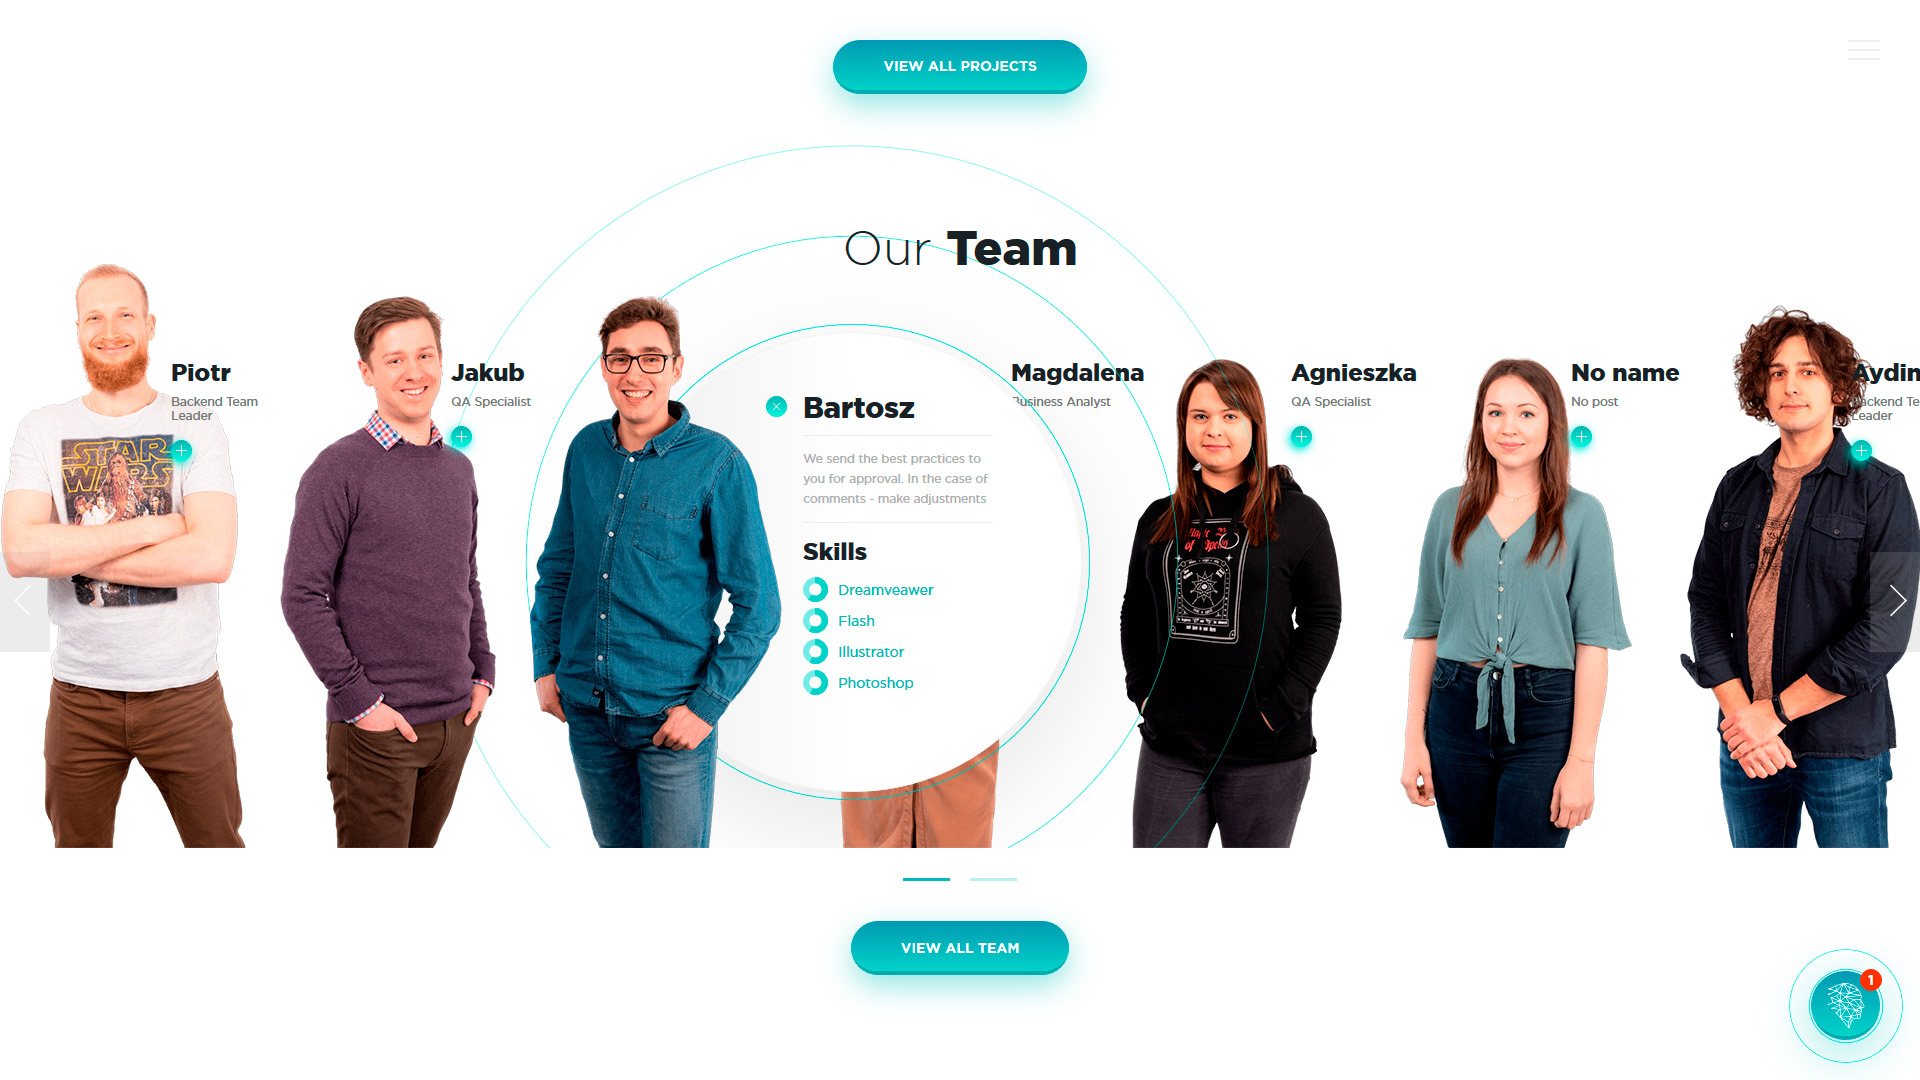 VIEW ALL PROJECTS
Our Team
Piotr
Backend Team
Leader
STAR
WARS
Jakub
QA Specialist
Bartosz
We send the best practices to
you for approval. In the case of
comments - make adjustments
Skills
Dreamveawer
Flash
Illustrator
Photoshop
Magdalena
Business Analyst
Agnieszka
QA Specialist
No name
No post
Aydin
Backend Te
Leader
VIEW ALL TEAM
1